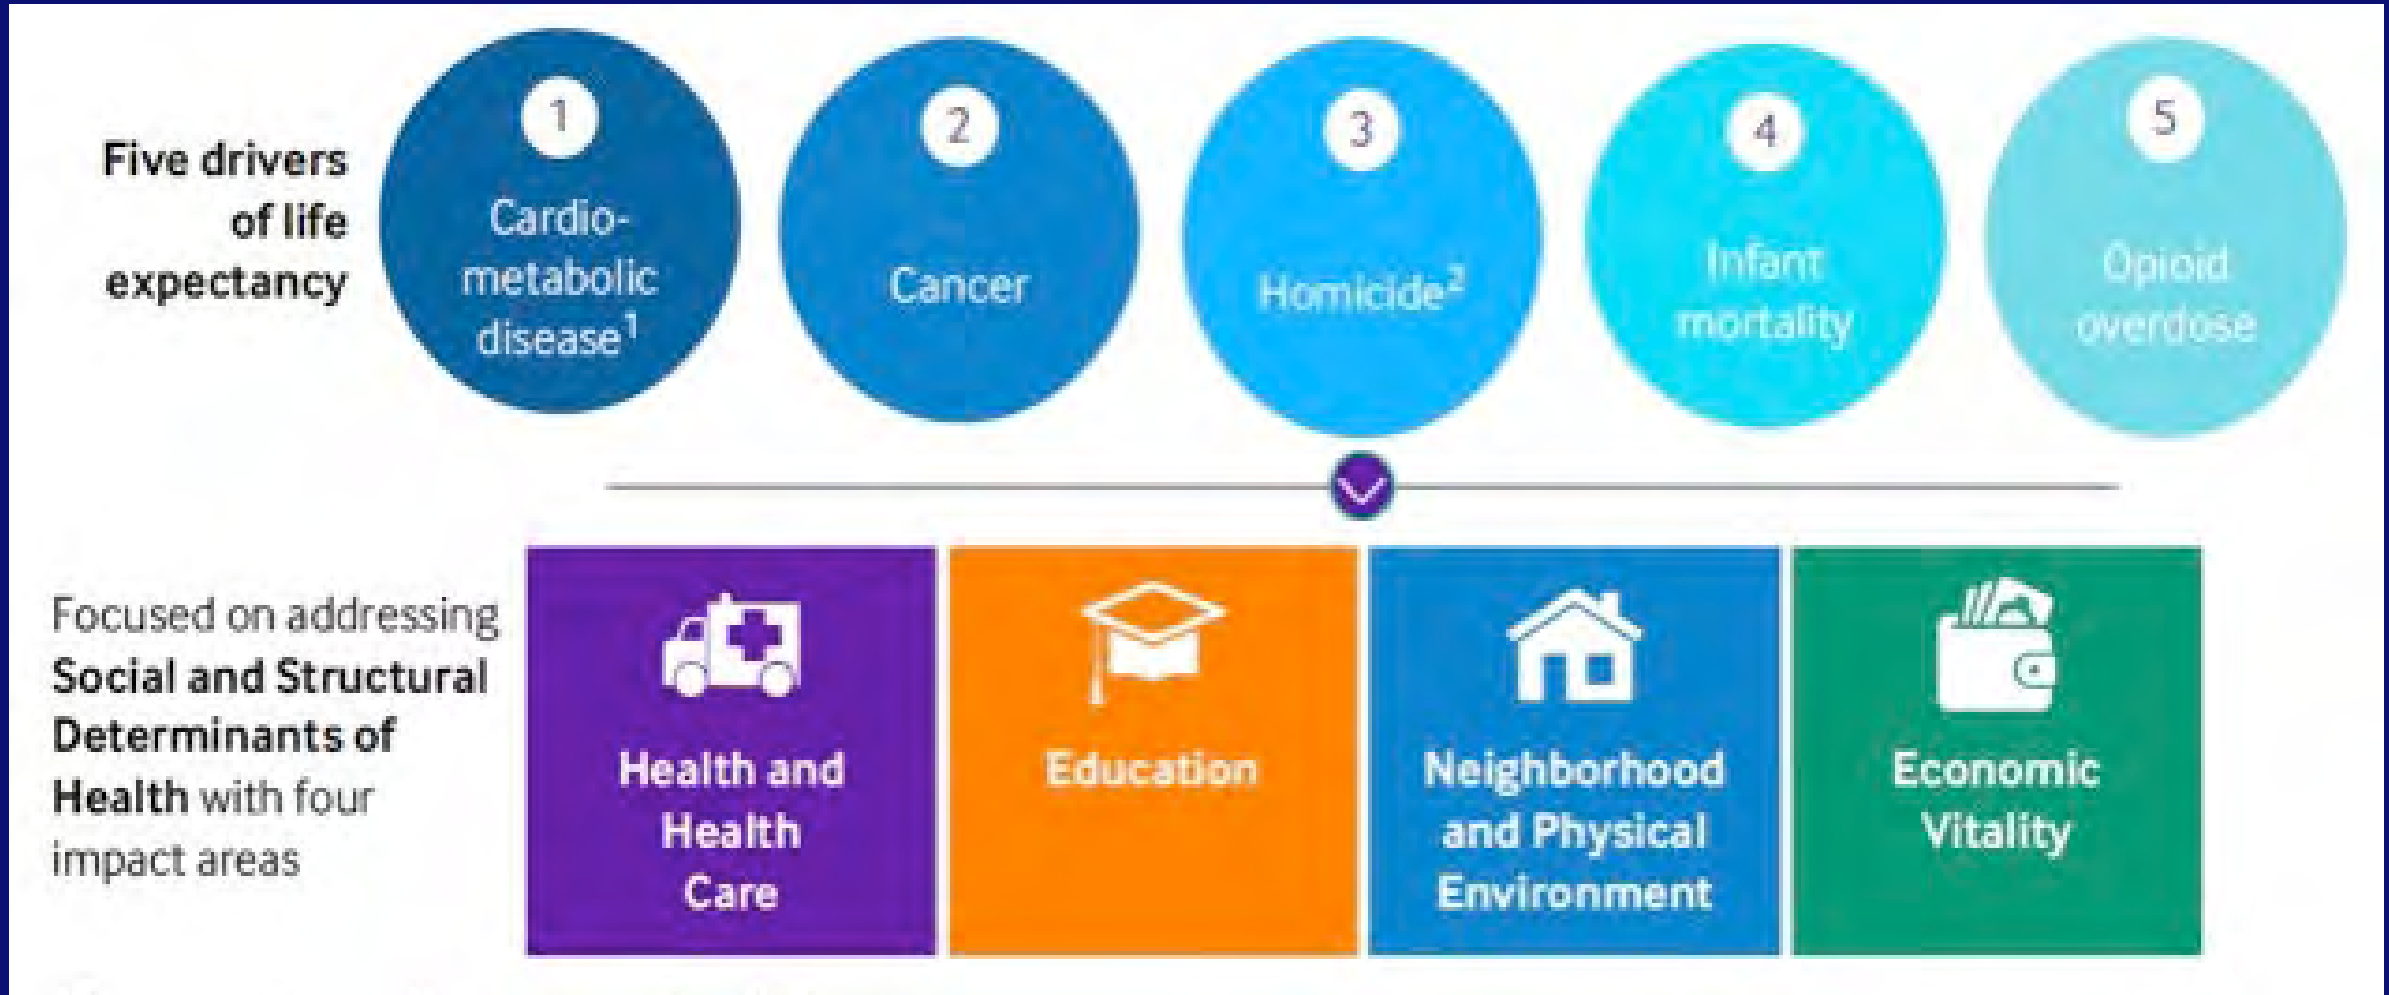 Five drivers
of life
expectancy
1
Cardio-
metabolic
disease¹
2
Cancer
3
Homicide²
4
Infant
mortality
5
Opioid
overdose
Focused on addressing
Social and Structural
Determinants of
Health with four
impact areas
Health and
Health
Care
Education
Neighborhood
and Physical
Environment
Economic
Vitality